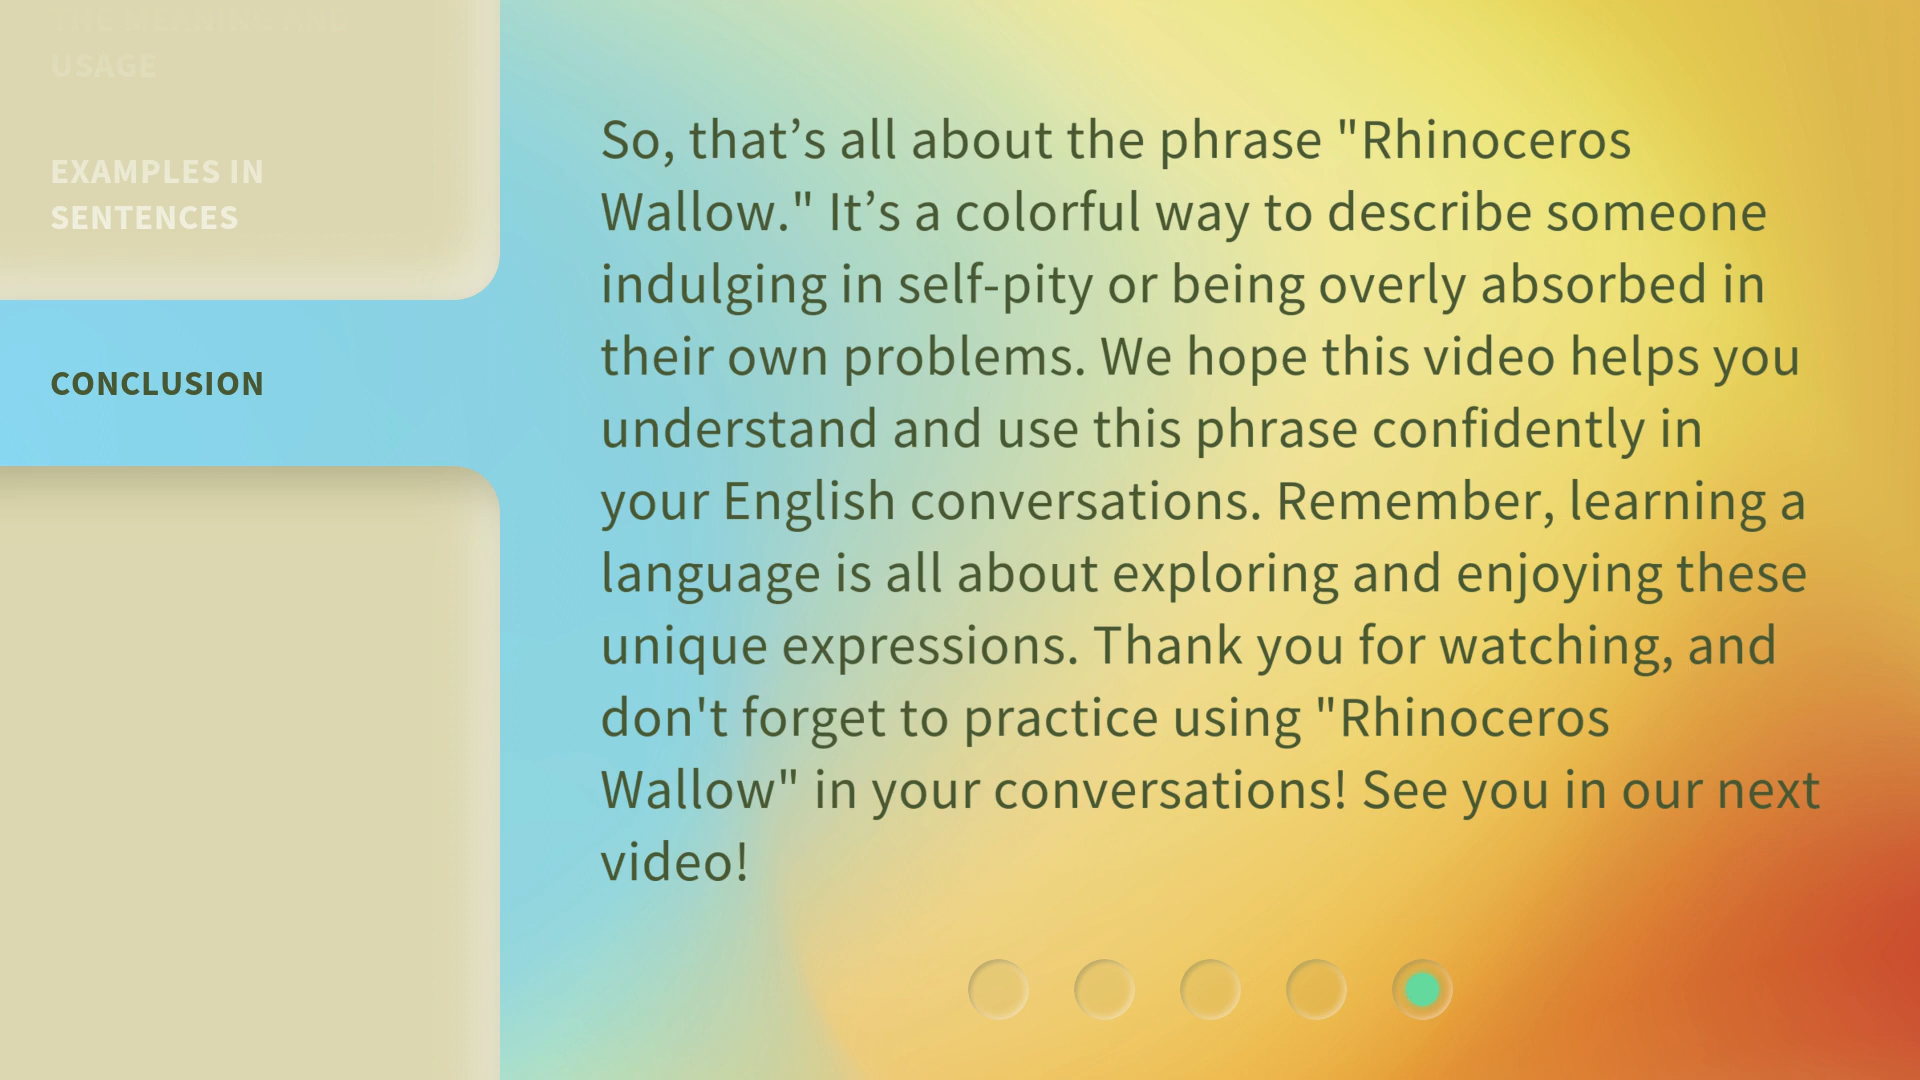 THE MEANING AND
USAGE
EXAMPLES IN
SENTENCES
CONCLUSION
So, that’s all about the phrase "Rhinoceros
Wallow." It’s a colorful way to describe someone
indulging in self-pity or being overly absorbed in
their own problems. We hope this video helps you
understand and use this phrase confidently in
your English conversations. Remember, learning a
language is all about exploring and enjoying these
unique expressions. Thank you for watching, and
don't forget to practice using "Rhinoceros
Wallow" in your conversations! See you in our next
video!